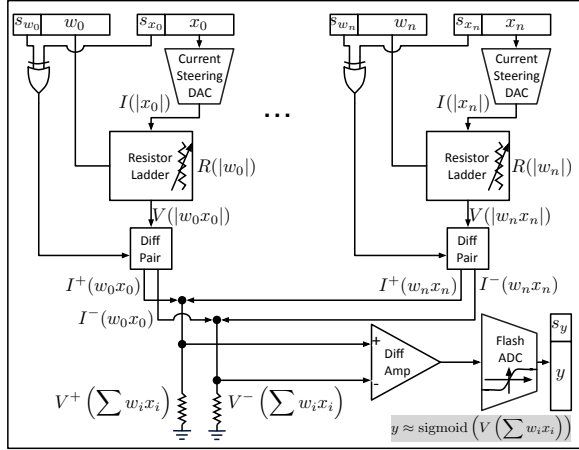 s_{w_0} w_0 s_{x_0} x_0 s_{w_n} w_n s_{x_n} x_n
Current Steering DAC
Current Steering DAC
I(|x_0|)
...
I(|x_n|)
Resistor Ladder
R(|w_0|)
Resistor Ladder
R(|w_n|)
V(|w_0x_0|)
V(|w_nx_n|)
Diff Pair
Diff Pair
I^+(w_0x_0)
I^+(w_nx_n)
I^-(w_nx_n)
I^-(w_0x_0)
+
-
Diff Amp
Flash ADC
s_y
y
V^+(∑ w_ix_i)
V^-(∑ w_ix_i)
y ≈ sigmoid(V(∑ w_ix_i))